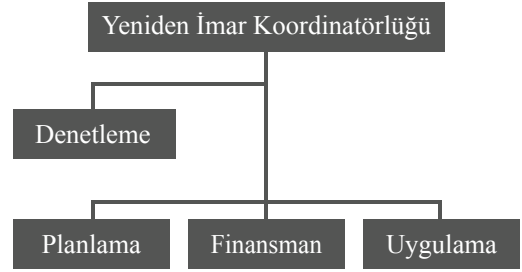 Yeniden İmar Koordinatörlüğü
Denetleme
Planlama
Finansman
Uygulama